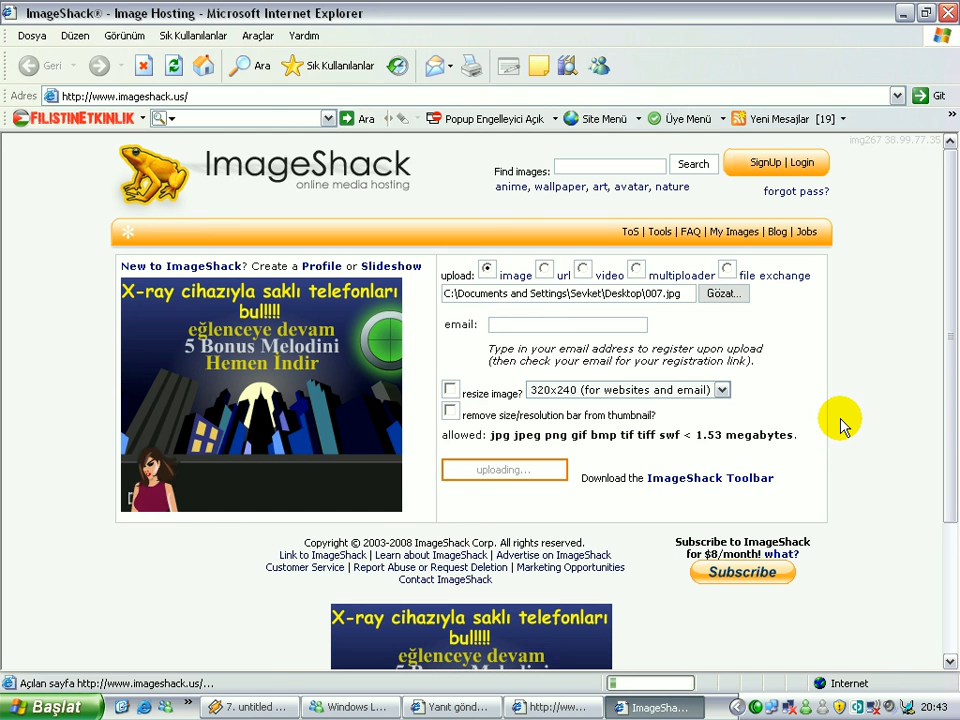 ImageShack® - Image Hosting - Microsoft Internet Explorer
Dosya Düzen Görünüm Sık Kullanılanlar Araçlar Yardım
Geri Ara Sık Kullanılanlar
Adres http://www.imageshack.us/ Git
FILISTINETKINLIK Ara Popup Engelleyici Açık Site Menü Üye Menü Yeni Mesajlar [19] »
img267 38.99.77.35
ImageShack
online media hosting
Find images: Search SignUp | Login
anime, wallpaper, art, avatar, nature forgot pass?
* ToS | Tools | FAQ | My Images | Blog | Jobs
New to ImageShack? Create a Profile or Slideshow
X-ray cihazıyla saklı telefonları
bul!!!!
eğlenceye devam
5 Bonus Melodini
Hemen İndir
upload: image url video multiploader file exchange
C:\Documents and Settings\Sevket\Desktop\007.jpg Gözat...
email:
Type in your email address to register upon upload
(then check your email for your registration link).
resize image? 320x240 (for websites and email)
remove size/resolution bar from thumbnail?
allowed: jpg jpeg png gif bmp tif tiff swf < 1.53 megabytes.
uploading... Download the ImageShack Toolbar
Copyright © 2003-2008 ImageShack Corp. All rights reserved.
Link to ImageShack | Learn about ImageShack | Advertise on ImageShack
Customer Service | Report Abuse or Request Deletion | Marketing Opportunities
Contact ImageShack
Subscribe to ImageShack
for $8/month! what?
Subscribe
X-ray cihazıyla saklı telefonları
bul!!!!
eğlenceye devam
5 Bonus Melodini
Açılan sayfa http://www.imageshack.us/... Internet
Başlat » 7. untitled ... Windows L... Yanıt gönd... http://www... ImageSha... 20:43